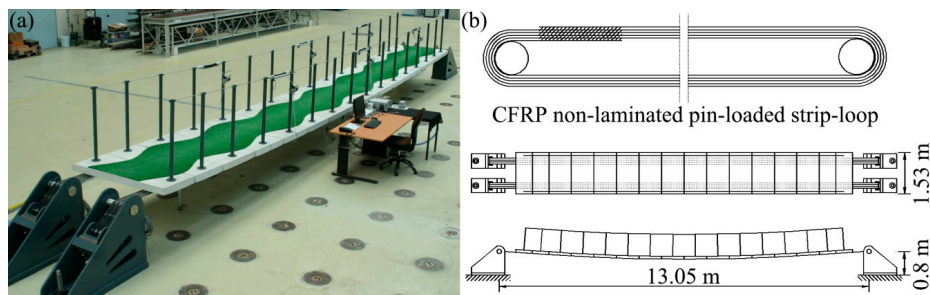 (a)
(b)
CFRP non-laminated pin-loaded strip-loop
1.53 m
13.05 m
0.8 m